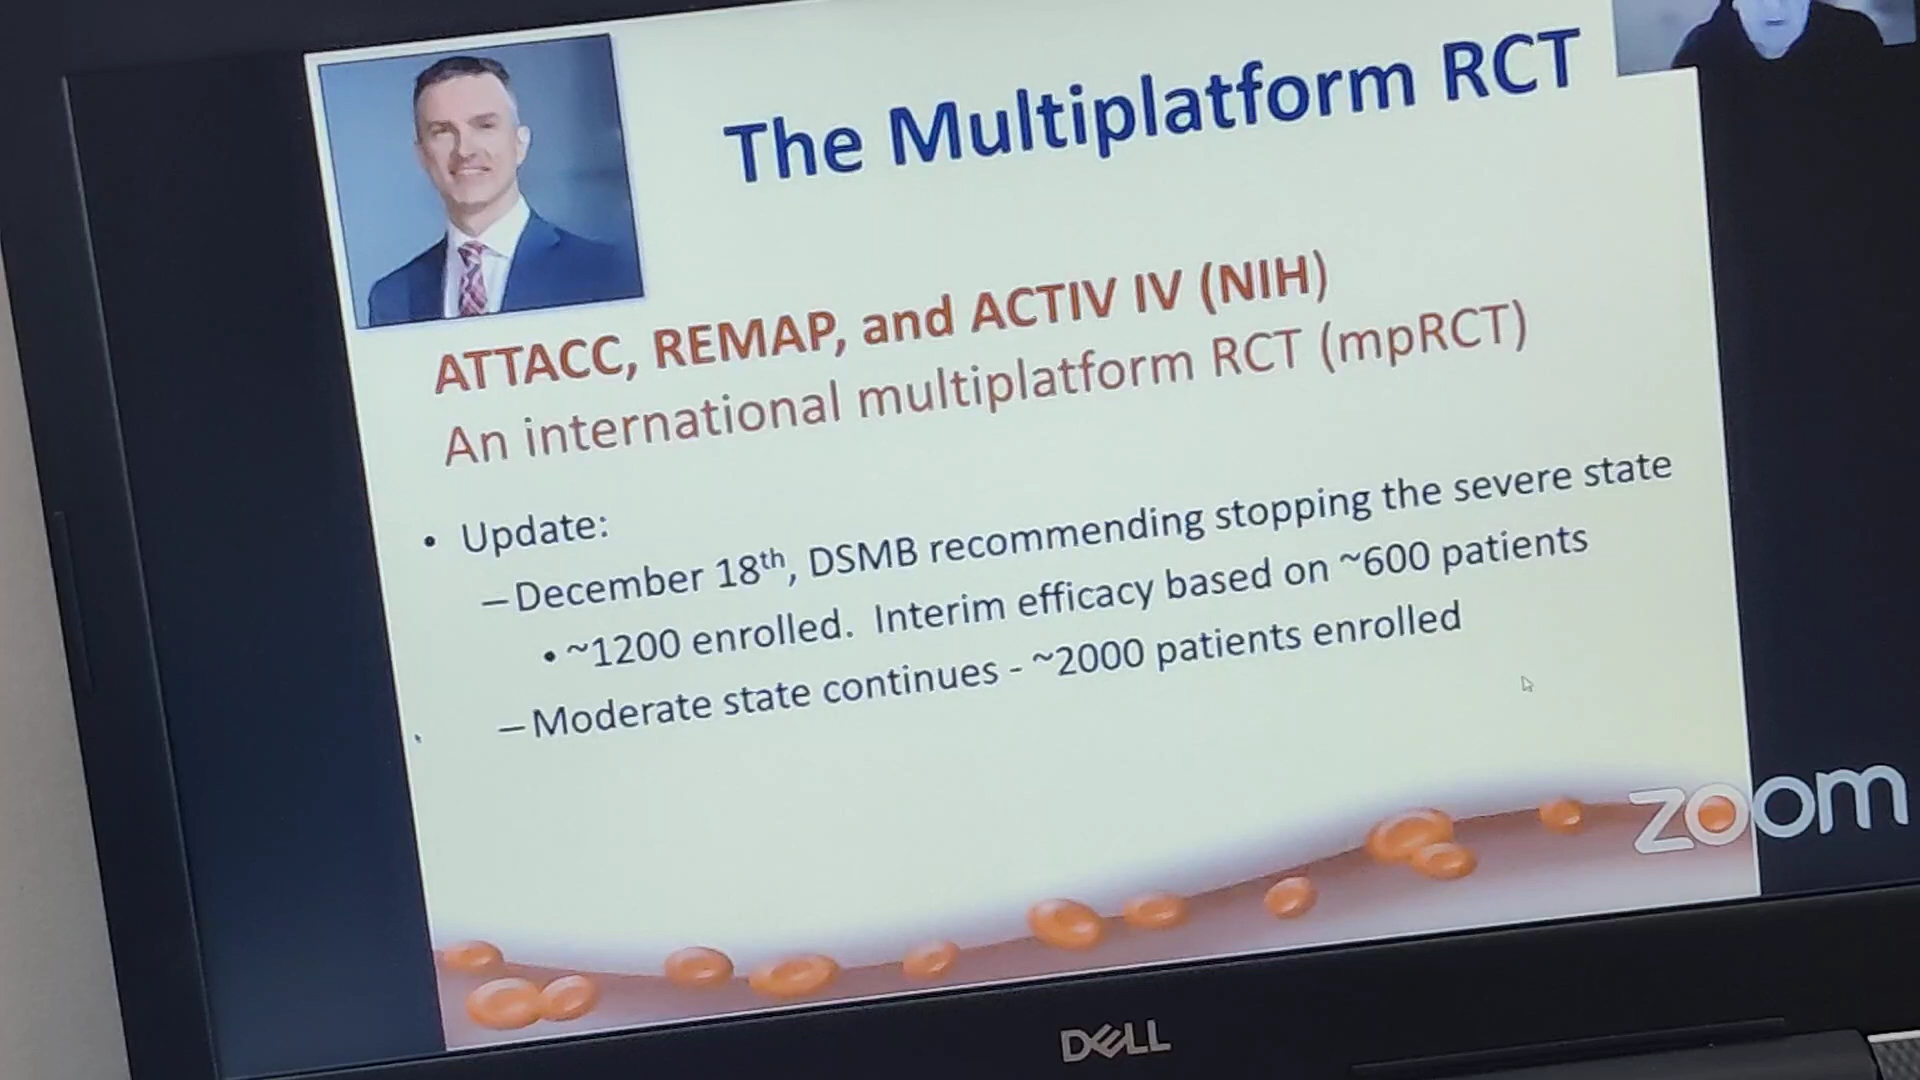 The Multiplatform RCT
ATTACC, REMAP, and ACTIV IV (NIH)
An international multiplatform RCT (mpRCT)
• Update:
– December 18th, DSMB recommending stopping the severe state
• ~1200 enrolled. Interim efficacy based on ~600 patients
– Moderate state continues - ~2000 patients enrolled
zoom
DELL